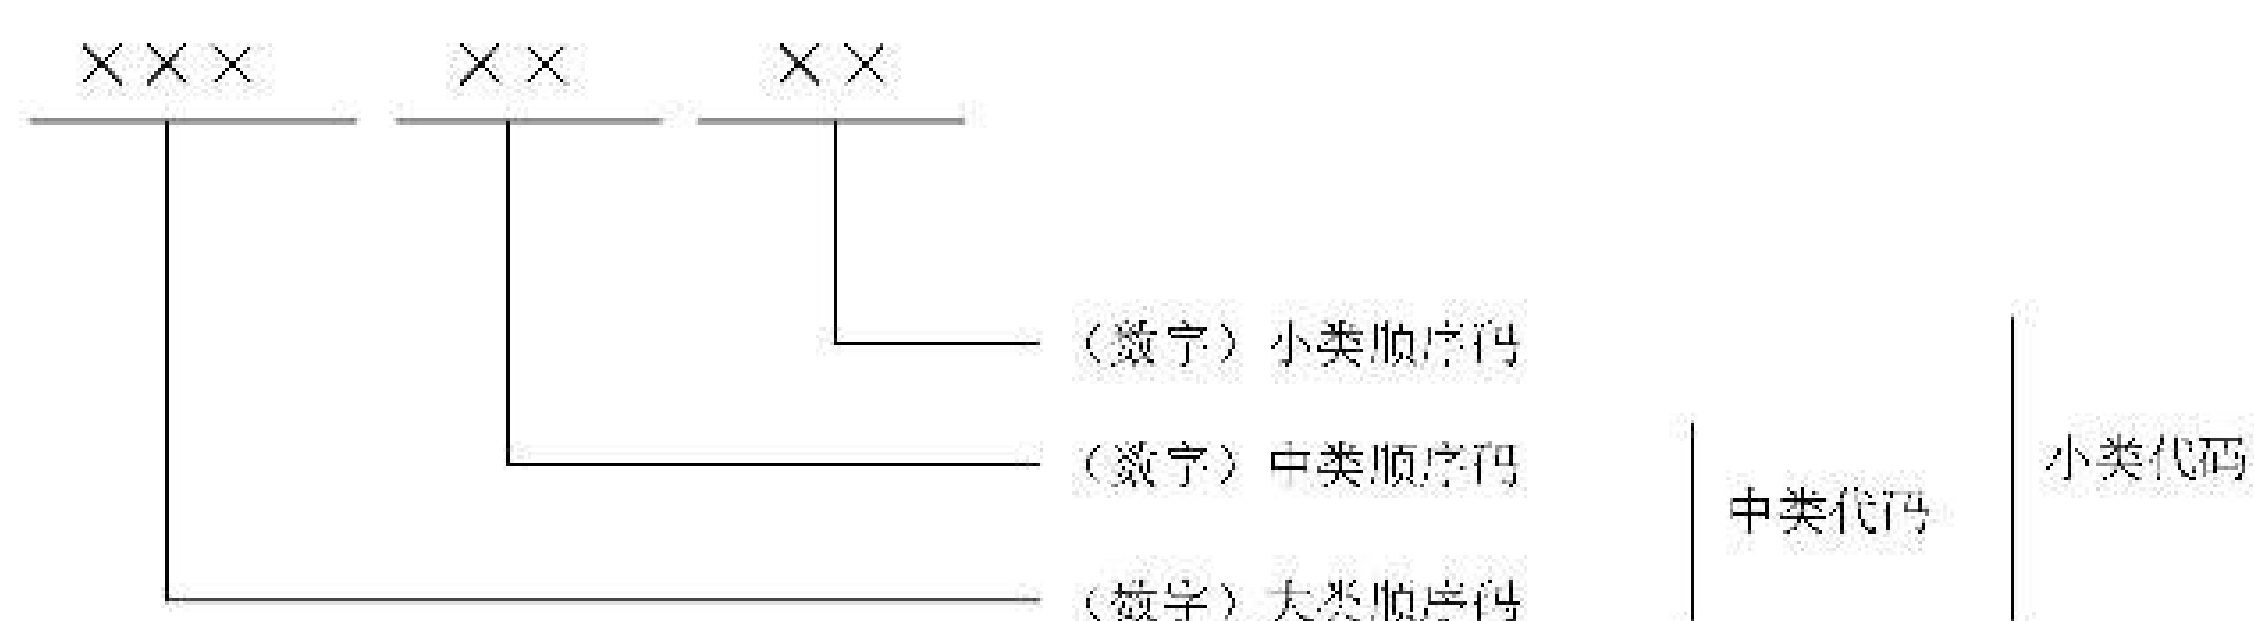 ××× ×× ××
（数字）小类顺序码
（数字）中类顺序码
（数字）大类顺序码
中类代码
小类代码